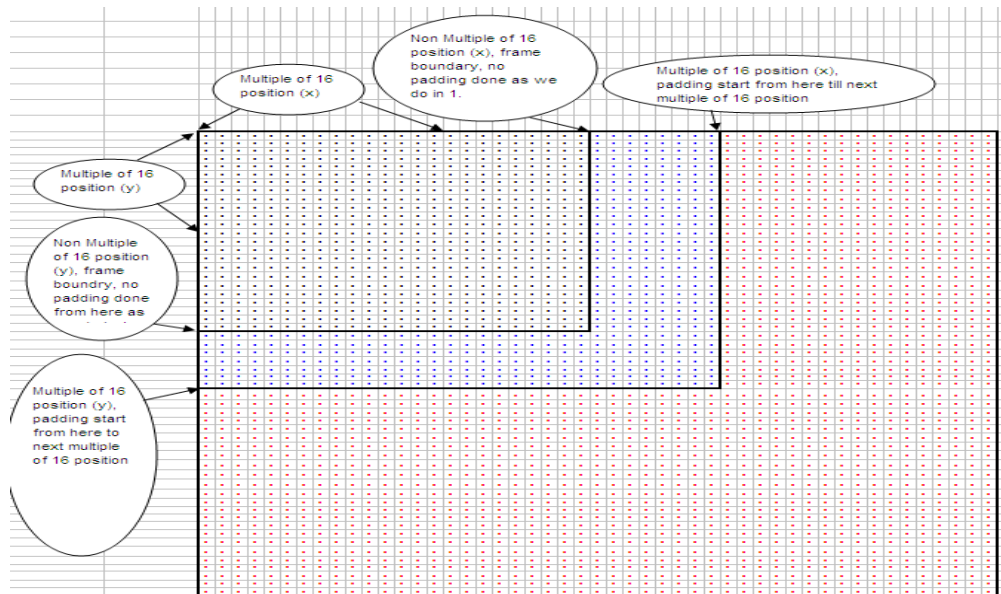 Non Multiple of 16
position (x), frame
boundary, no
padding done as we
do in 1.
Multiple of 16
position (x)
Multiple of 16 position (x),
padding start from here till next
multiple of 16 position
Multiple of 16
position (y)
Non Multiple
of 16 position
(y), frame
boundry, no
padding done
from here as
Multiple of 16
position (y),
padding start
from here to
next multiple
of 16 position